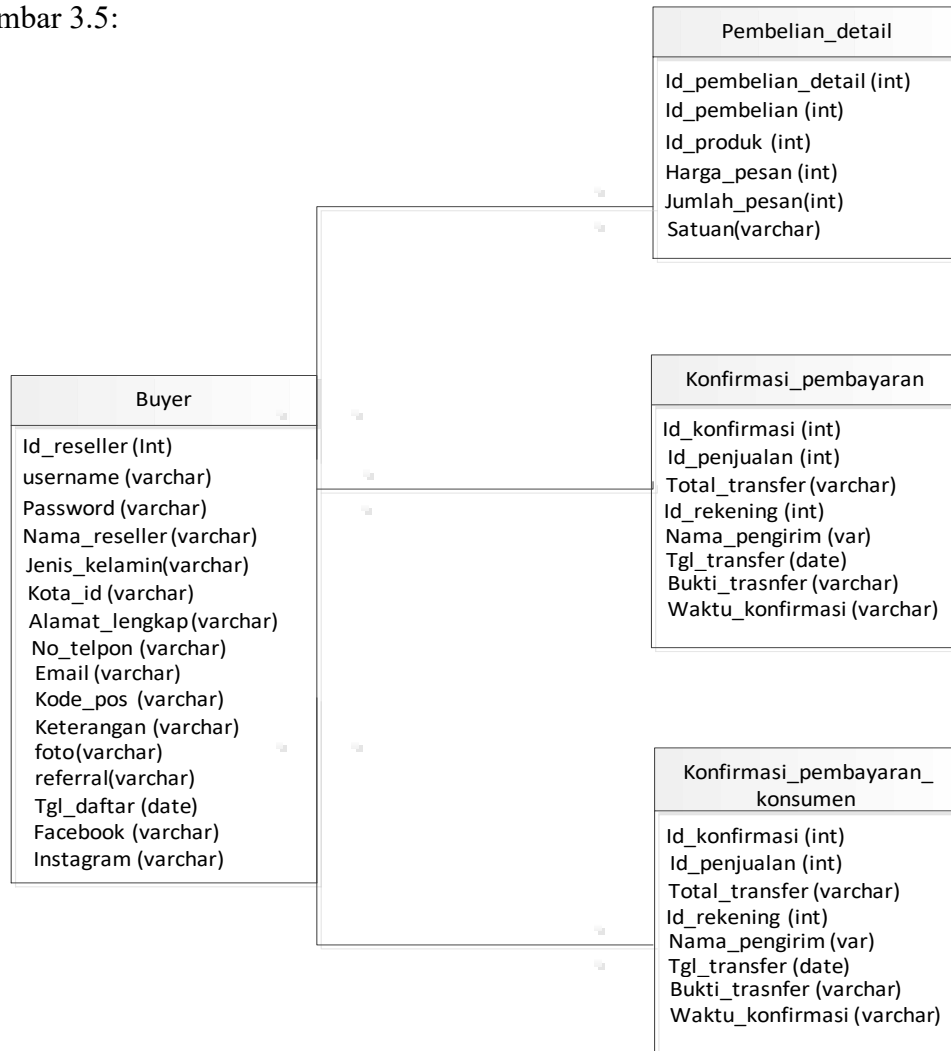 mbar 3.5:
Pembelian_detail
Id_pembelian_detail (int)
Id_pembelian (int)
Id_produk (int)
Harga_pesan (int)
Jumlah_pesan(int)
Satuan(varchar)
Buyer
Id_reseller (Int)
username (varchar)
Password (varchar)
Nama_reseller (varchar)
Jenis_kelamin(varchar)
Kota_id (varchar)
Alamat_lengkap (varchar)
No_telpon (varchar)
Email (varchar)
Kode_pos (varchar)
Keterangan (varchar)
foto(varchar)
referral(varchar)
Tgl_daftar (date)
Facebook (varchar)
Instagram (varchar)
Konfirmasi_pembayaran
Id_konfirmasi (int)
Id_penjualan (int)
Total_transfer (varchar)
Id_rekening (int)
Nama_pengirim (var)
Tgl_transfer (date)
Bukti_trasnfer (varchar)
Waktu_konfirmasi (varchar)
Konfirmasi_pembayaran_
konsumen
Id_konfirmasi (int)
Id_penjualan (int)
Total_transfer (varchar)
Id_rekening (int)
Nama_pengirim (var)
Tgl_transfer (date)
Bukti_trasnfer (varchar)
Waktu_konfirmasi (varchar)